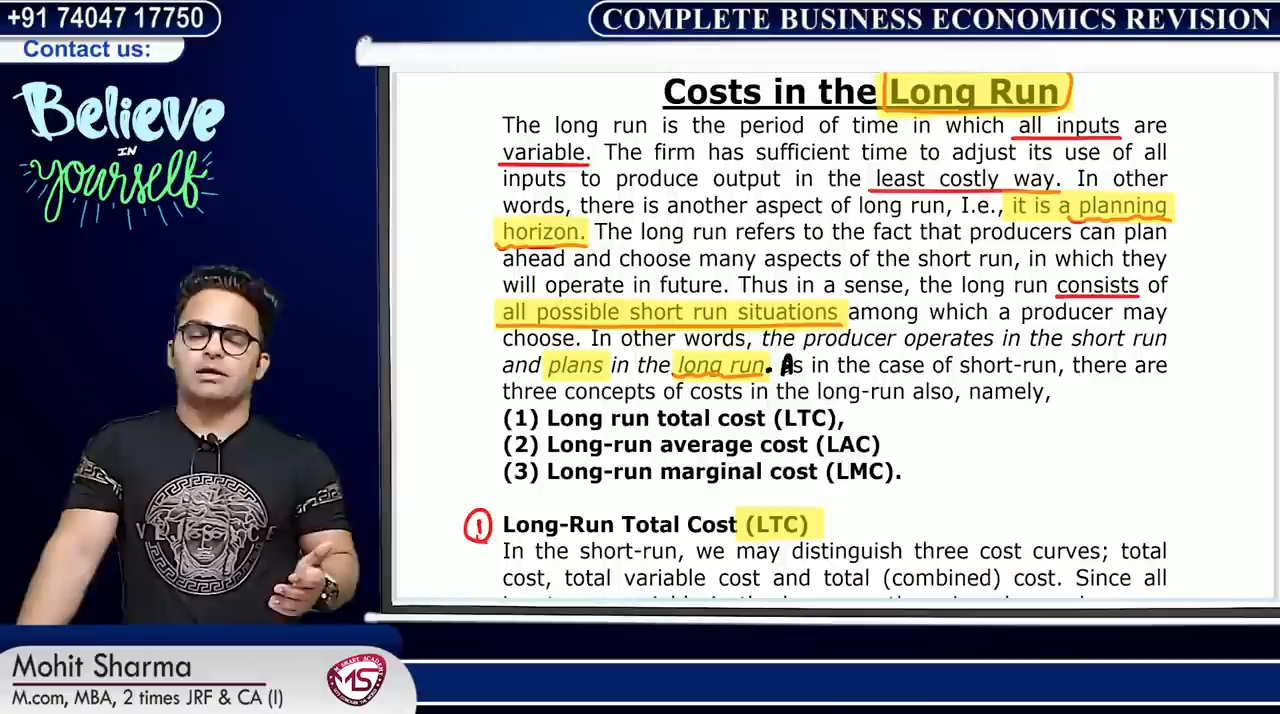 +91 74047 17750
Contact us:
COMPLETE BUSINESS ECONOMICS REVISION
Believe
IN
yourself
Costs in the Long Run
The long run is the period of time in which all inputs are
variable. The firm has sufficient time to adjust its use of all
inputs to produce output in the least costly way. In other
words, there is another aspect of long run, I.e., it is a planning
horizon. The long run refers to the fact that producers can plan
ahead and choose many aspects of the short run, in which they
will operate in future. Thus in a sense, the long run consists of
all possible short run situations among which a producer may
choose. In other words, the producer operates in the short run
and plans in the long run. As in the case of short-run, there are
three concepts of costs in the long-run also, namely,
(1) Long run total cost (LTC),
(2) Long-run average cost (LAC)
(3) Long-run marginal cost (LMC).
1 Long-Run Total Cost (LTC)
In the short-run, we may distinguish three cost curves; total
cost, total variable cost and total (combined) cost. Since all
VERSACE
Mohit Sharma
M.com, MBA, 2 times JRF & CA (I)
M SMART ACADEMY
MS